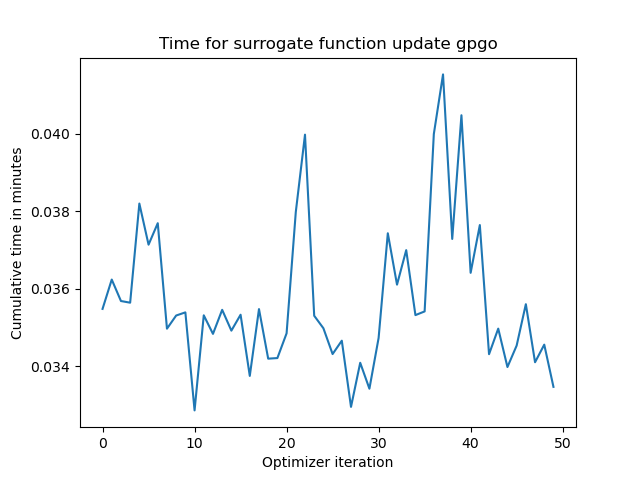 Time for surrogate function update gpgo
Cumulative time in minutes
0.040
0.038
0.036
0.034
0 10 20 30 40 50
Optimizer iteration